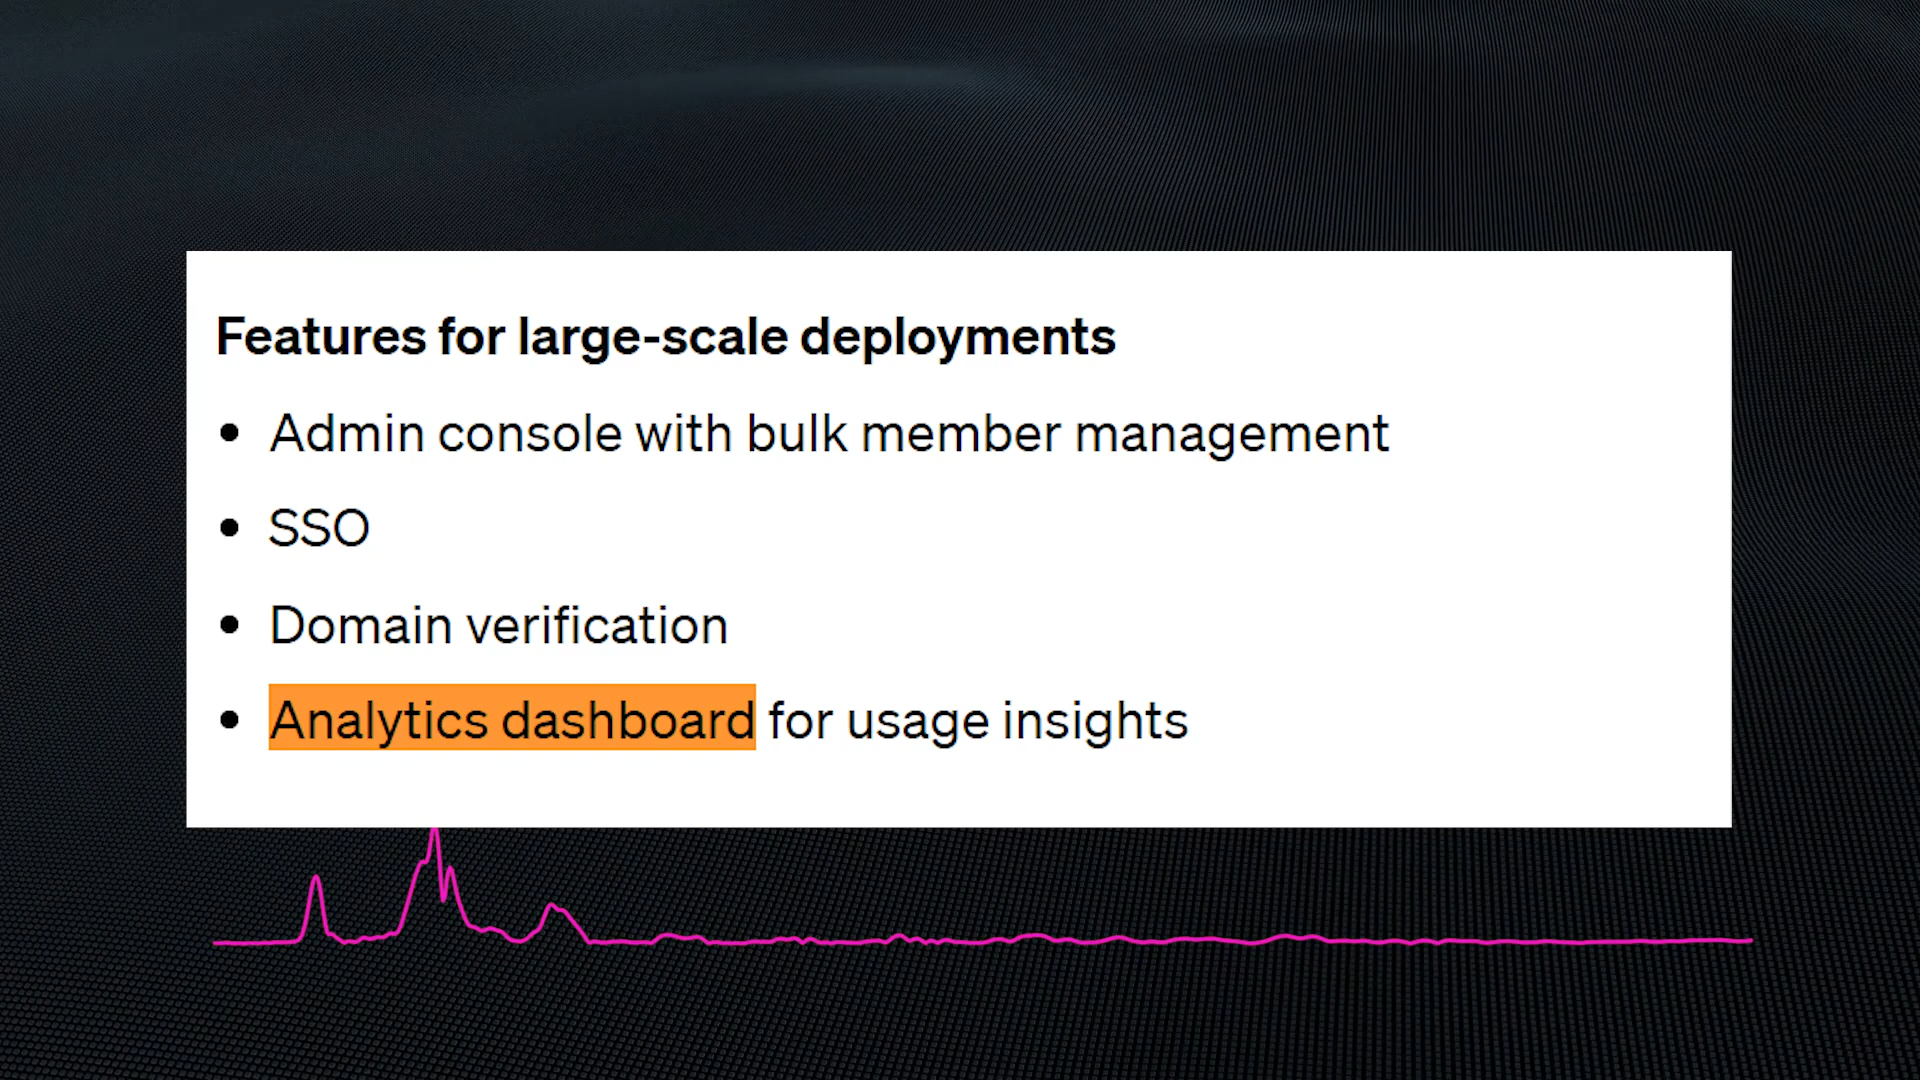 Features for large-scale deployments
• Admin console with bulk member management
• SSO
• Domain verification
• Analytics dashboard for usage insights